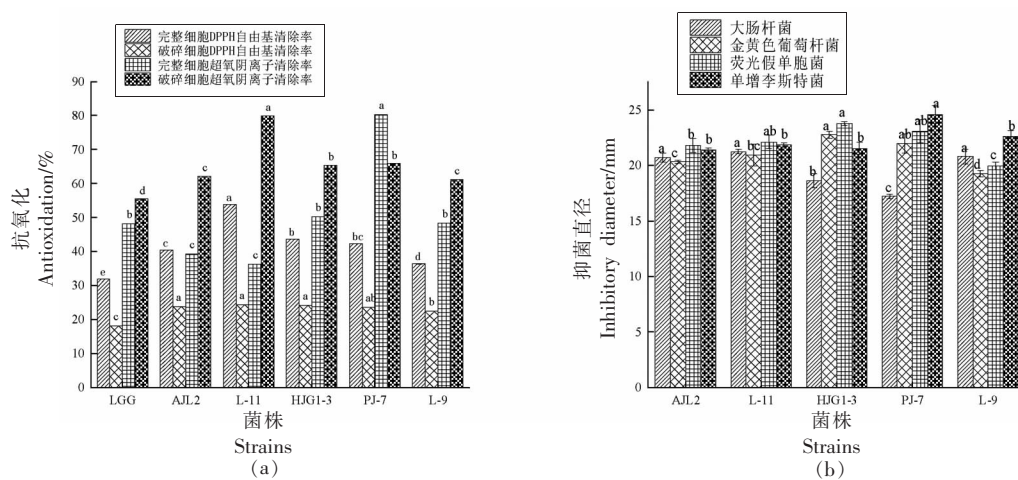 完整细胞DPPH自由基清除率
破碎细胞DPPH自由基清除率
完整细胞超氧阴离子清除率
破碎细胞超氧阴离子清除率
抗氧化
Antioxidation/%
90
80
70
60
50
40
30
20
10
0
e c b d
c a c c
a a c a
b a b b
bc ab a b
d b b c
LGG AJL2 L-11 HJG1-3 PJ-7 L-9
菌株
Strains
(a)
大肠杆菌
金黄色葡萄杆菌
荧光假单胞菌
单增李斯特菌
抑菌直径
Inhibitory diameter/mm
25
20
15
10
5
0
a c b b
a bc ab b
b a a b
c ab ab a
a d c b
AJL2 L-11 HJG1-3 PJ-7 L-9
菌株
Strains
(b)